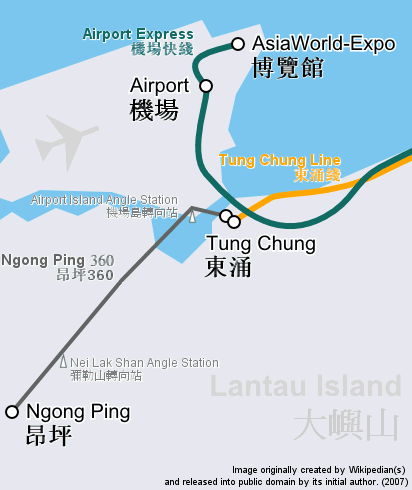 Airport Express
機場快綫
AsiaWorld-Expo
博覽館
Airport
機場
Tung Chung Line
東涌綫
Airport Island Angle Station
機場島轉向站
Tung Chung
東涌
Ngong Ping 360
昂坪360
Nei Lak Shan Angle Station
彌勒山轉向站
Lantau Island
大嶼山
Ngong Ping
昂坪
Image originally created by Wikipedian(s)
and released into public domain by its initial author. (2007)